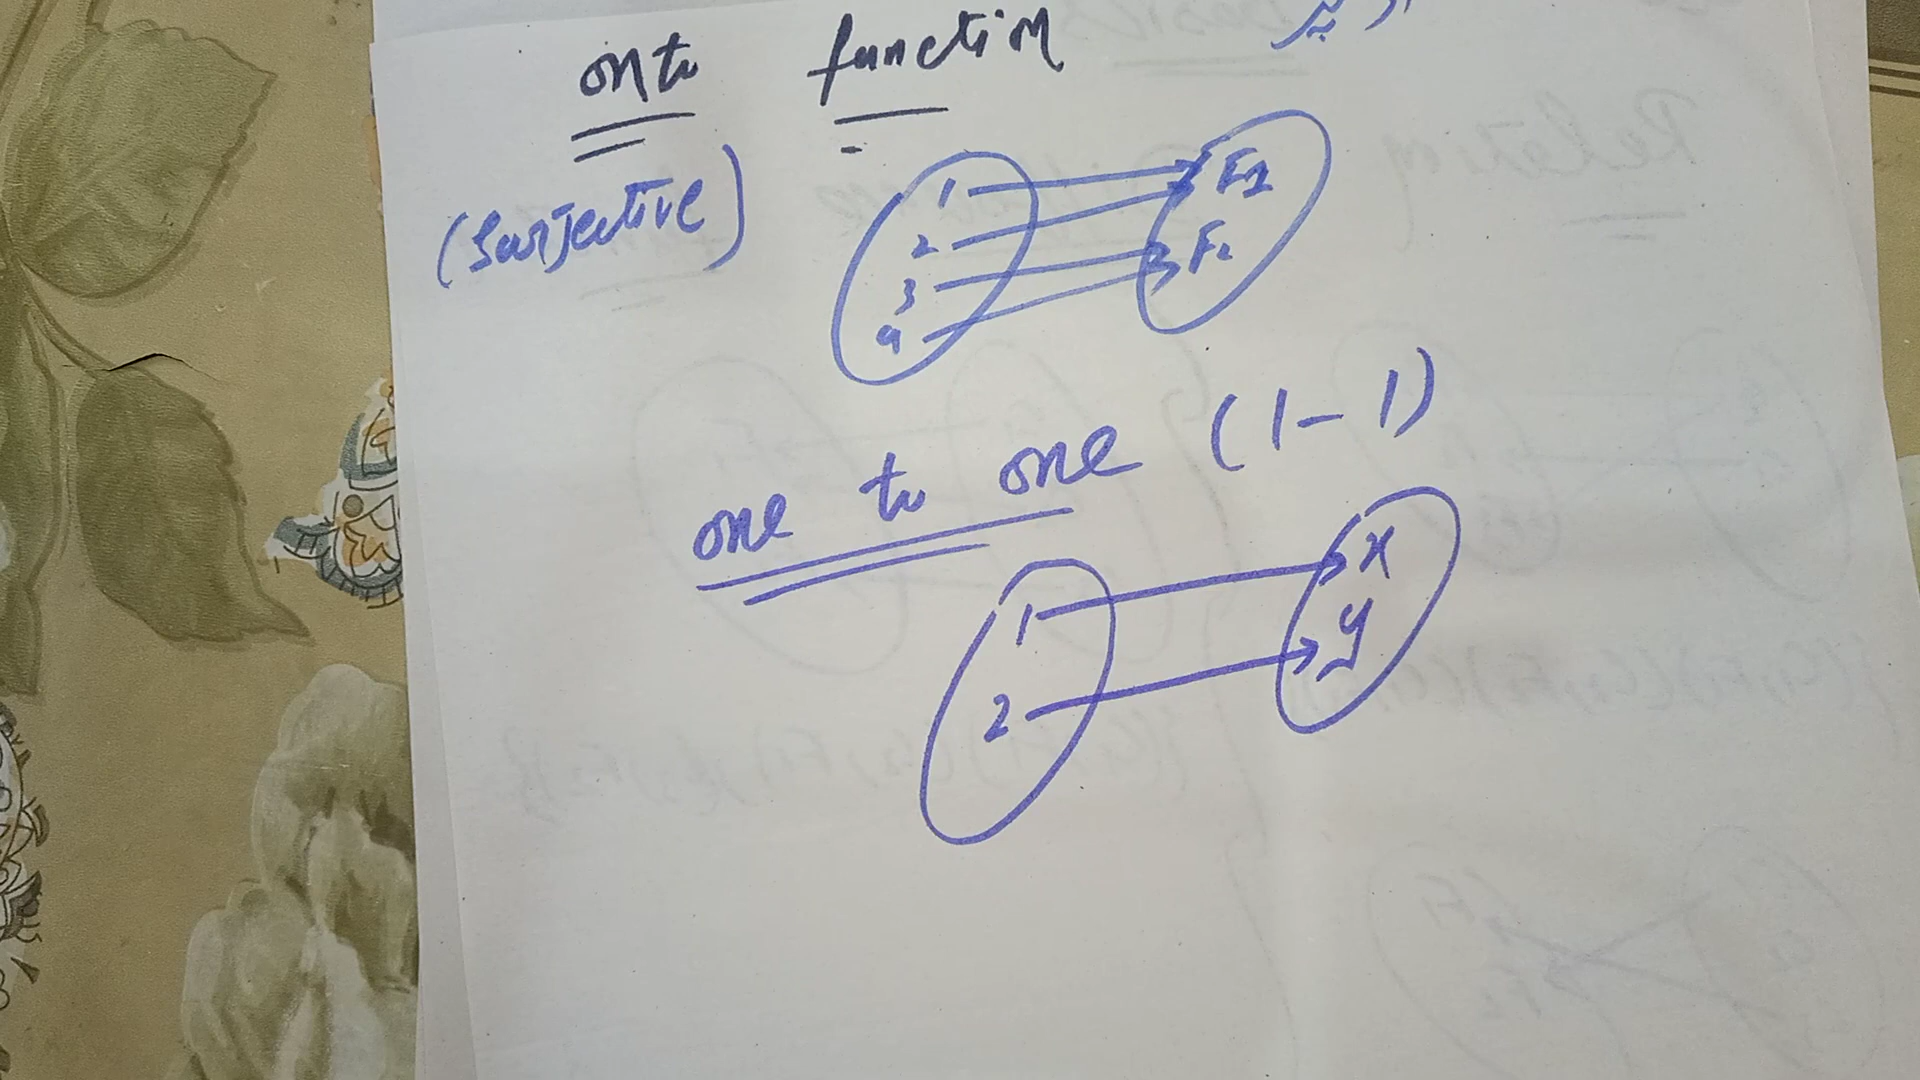 onto function
(Surjective)
1
2
3
4
F1
F2
one to one (1-1)
1
2
x
y